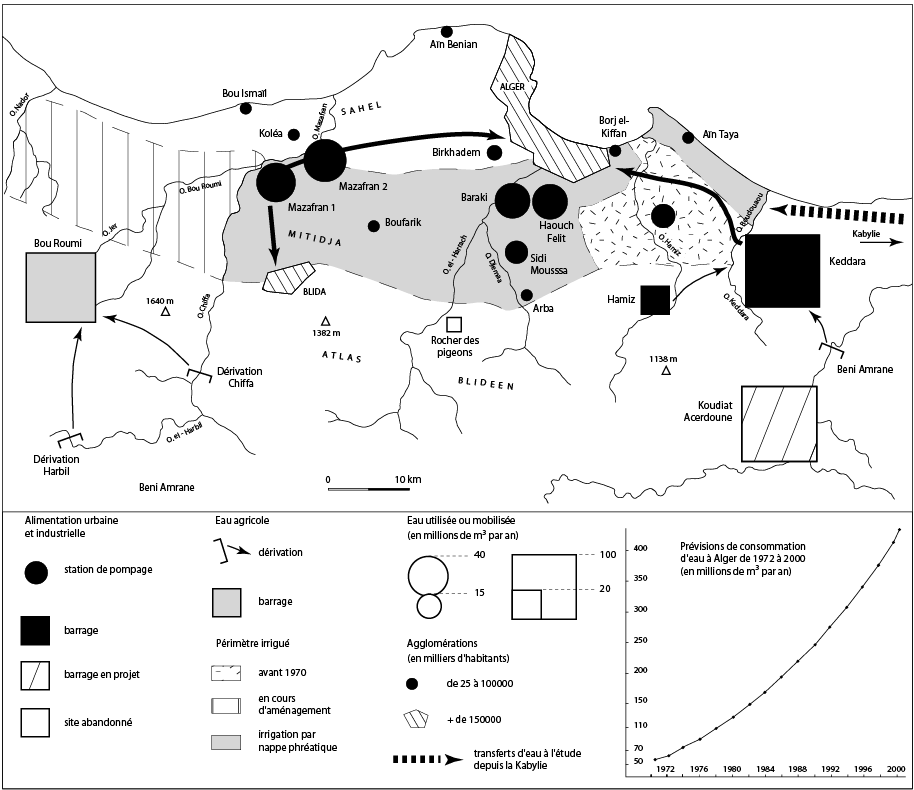 Aïn Benian
O. Nador
Bou Ismaïl
SAHEL
ALGER
O. Mazafran
Koléa
Birkhadem
Borj el-
Kiffan
Aïn Taya
Mazafran 2
O. Bou Roumi
Mazafran 1
Baraki
Haouch
Felit
O. Boudouaou
Kabylie
O. Jer
Bou Roumi
MITIDJA
Boufarik
O. el-Harrach
O. Djemita
Sidi
Mousssa
O. Hamiz
Keddara
BLIDA
Arba
Hamiz
O. Keddara
O. Chiffa
1640 m
1382 m
Rocher des
pigeons
ATLAS
BLIDEEN
1138 m
Beni Amrane
Dérivation
Chiffa
Koudiat
Acerdoune
O. el-Harbil
Dérivation
Harbil
Beni Amrane
0 10 km
Alimentation urbaine
et industrielle
station de pompage
barrage
barrage en projet
site abandonné
Eau agricole
dérivation
barrage
Périmètre irrigué
avant 1970
en cours
d'aménagement
irrigation par
nappe phréatique
Eau utilisée ou mobilisée
(en millions de m³ par an)
40
15
100
20
Agglomérations
(en milliers d'habitants)
de 25 à 100000
+ de 150000
transferts d'eau à l'étude
depuis la Kabylie
Prévisions de consommation
d'eau à Alger de 1972 à 2000
(en millions de m³ par an)
400
350
300
200
150
110
70
50
1972 1976 1980 1984 1988 1992 1996 2000